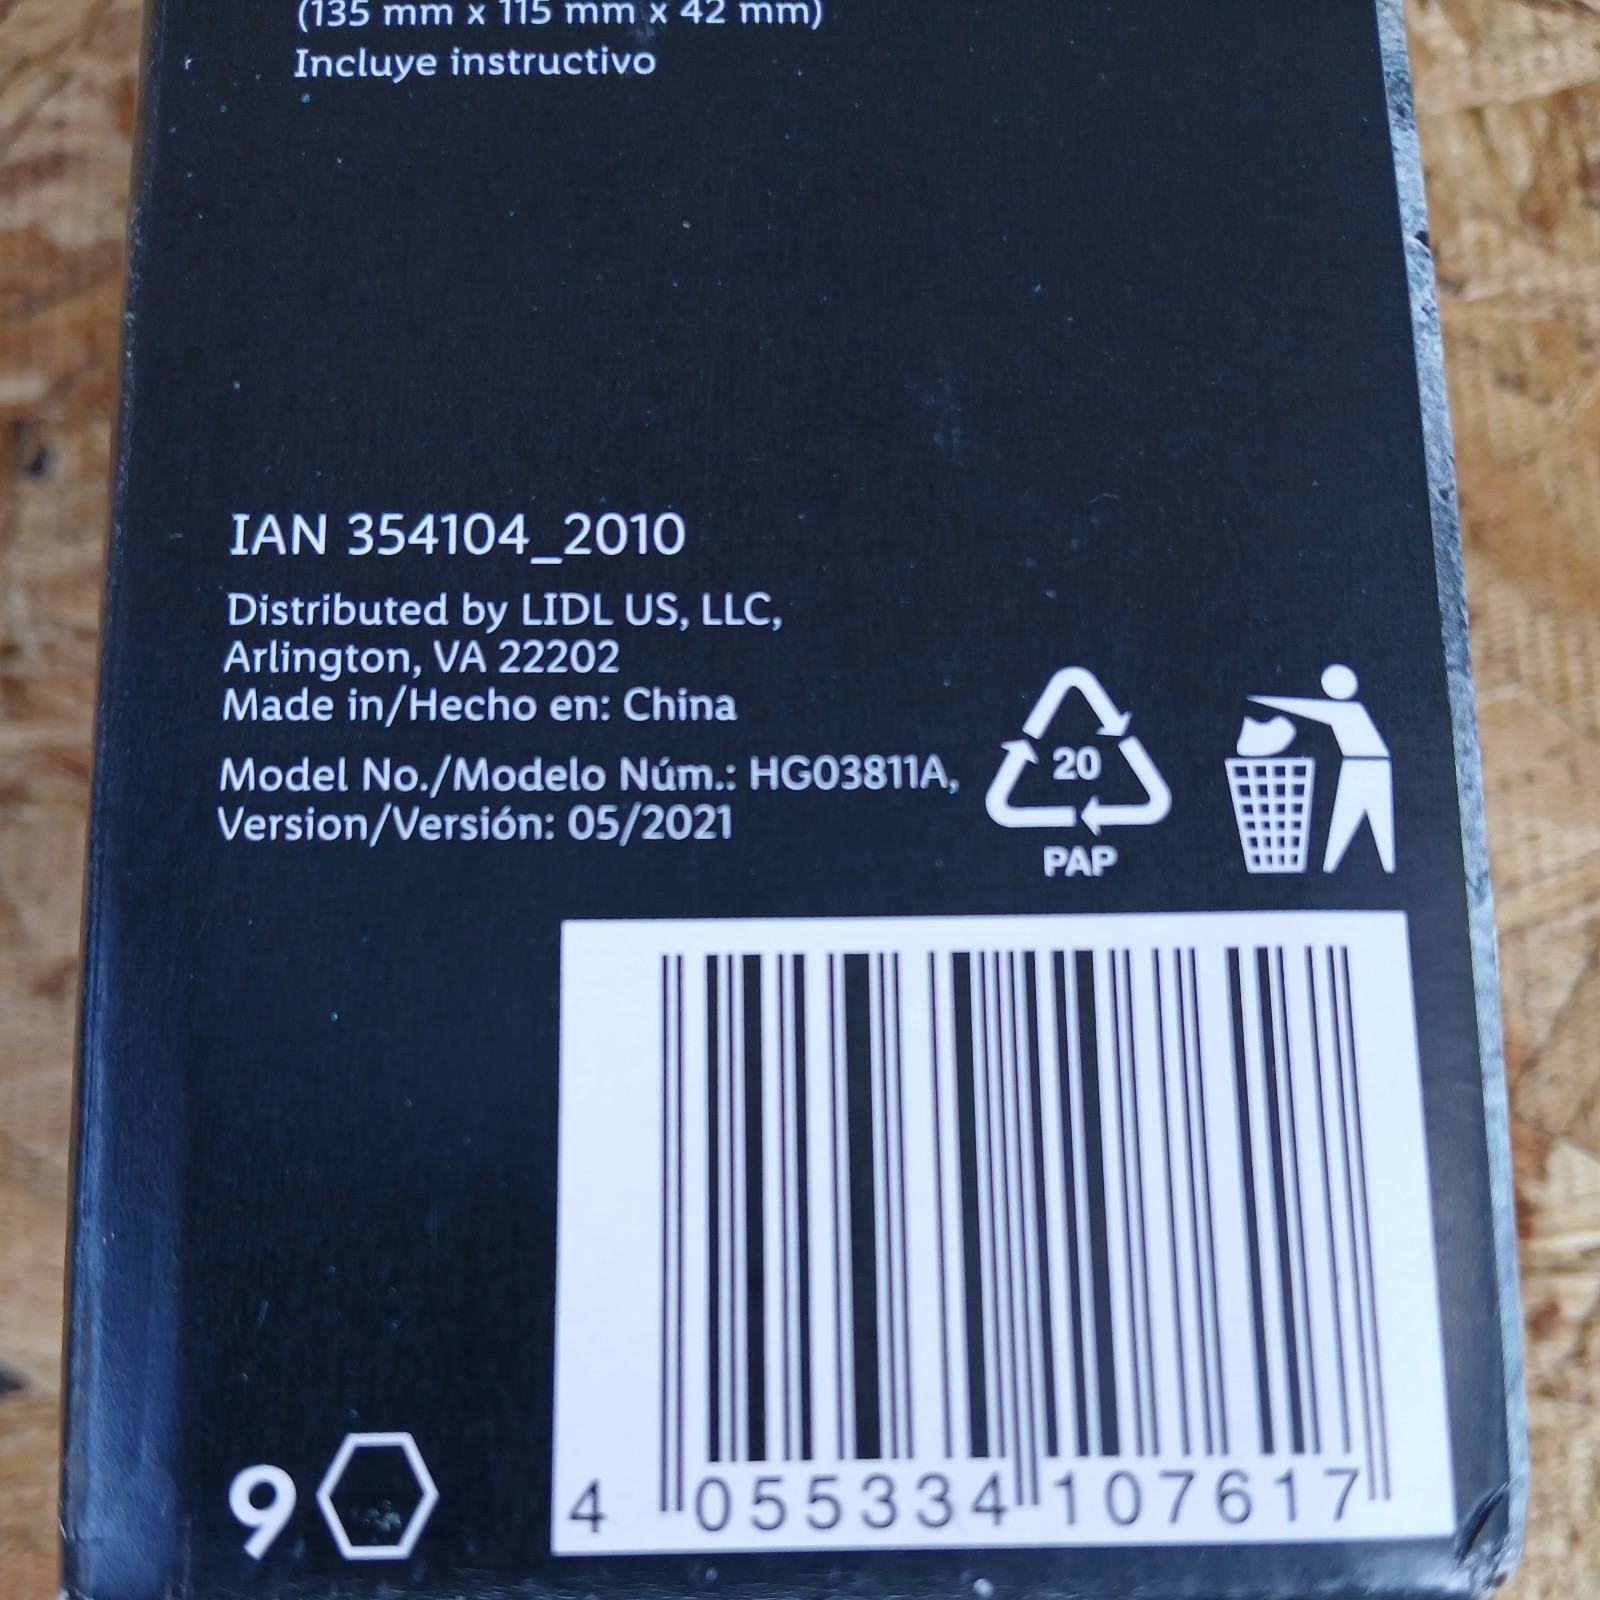 (135 mm x 115 mm x 42 mm)
Incluye instructivo
IAN 354104_2010
Distributed by LIDL US, LLC,
Arlington, VA 22202
Made in/Hecho en: China
Model No./Modelo Núm.: HG03811A,
Version/Versión: 05/2021
20
PAP
9
4 055334 107617